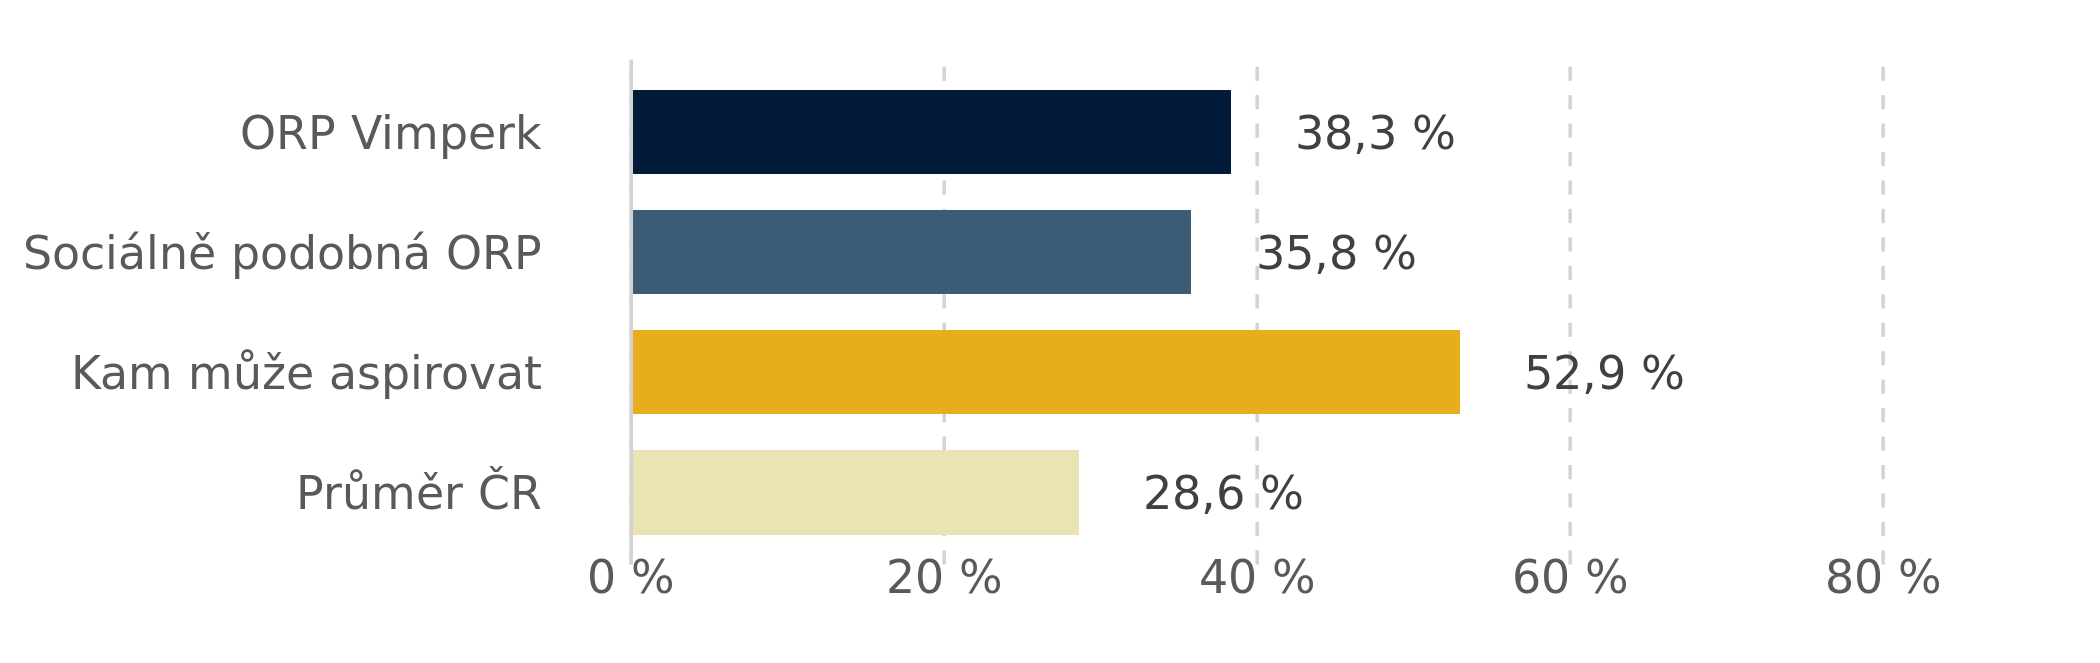 ORP Vimperk 38,3 %
Sociálně podobná ORP 35,8 %
Kam může aspirovat 52,9 %
Průměr ČR 28,6 %
0 % 20 % 40 % 60 % 80 %